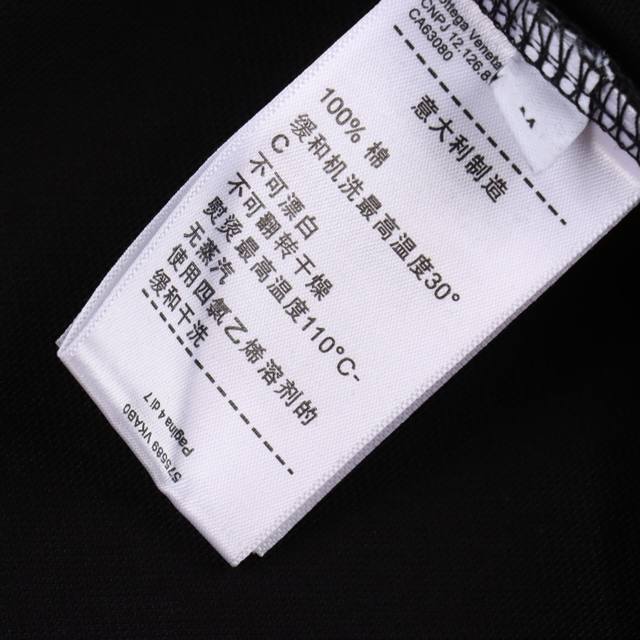 Bottega Veneta
CNPJ 12.126.8
CA63080
意大利制造
100% 棉
缓和机洗最高温度30°
C
不可漂白
不可翻转干燥
熨烫最高温度110°C-
无蒸汽
使用四氯乙烯溶剂的
缓和干洗
Pagina 4 di 7
575589 VKAB0